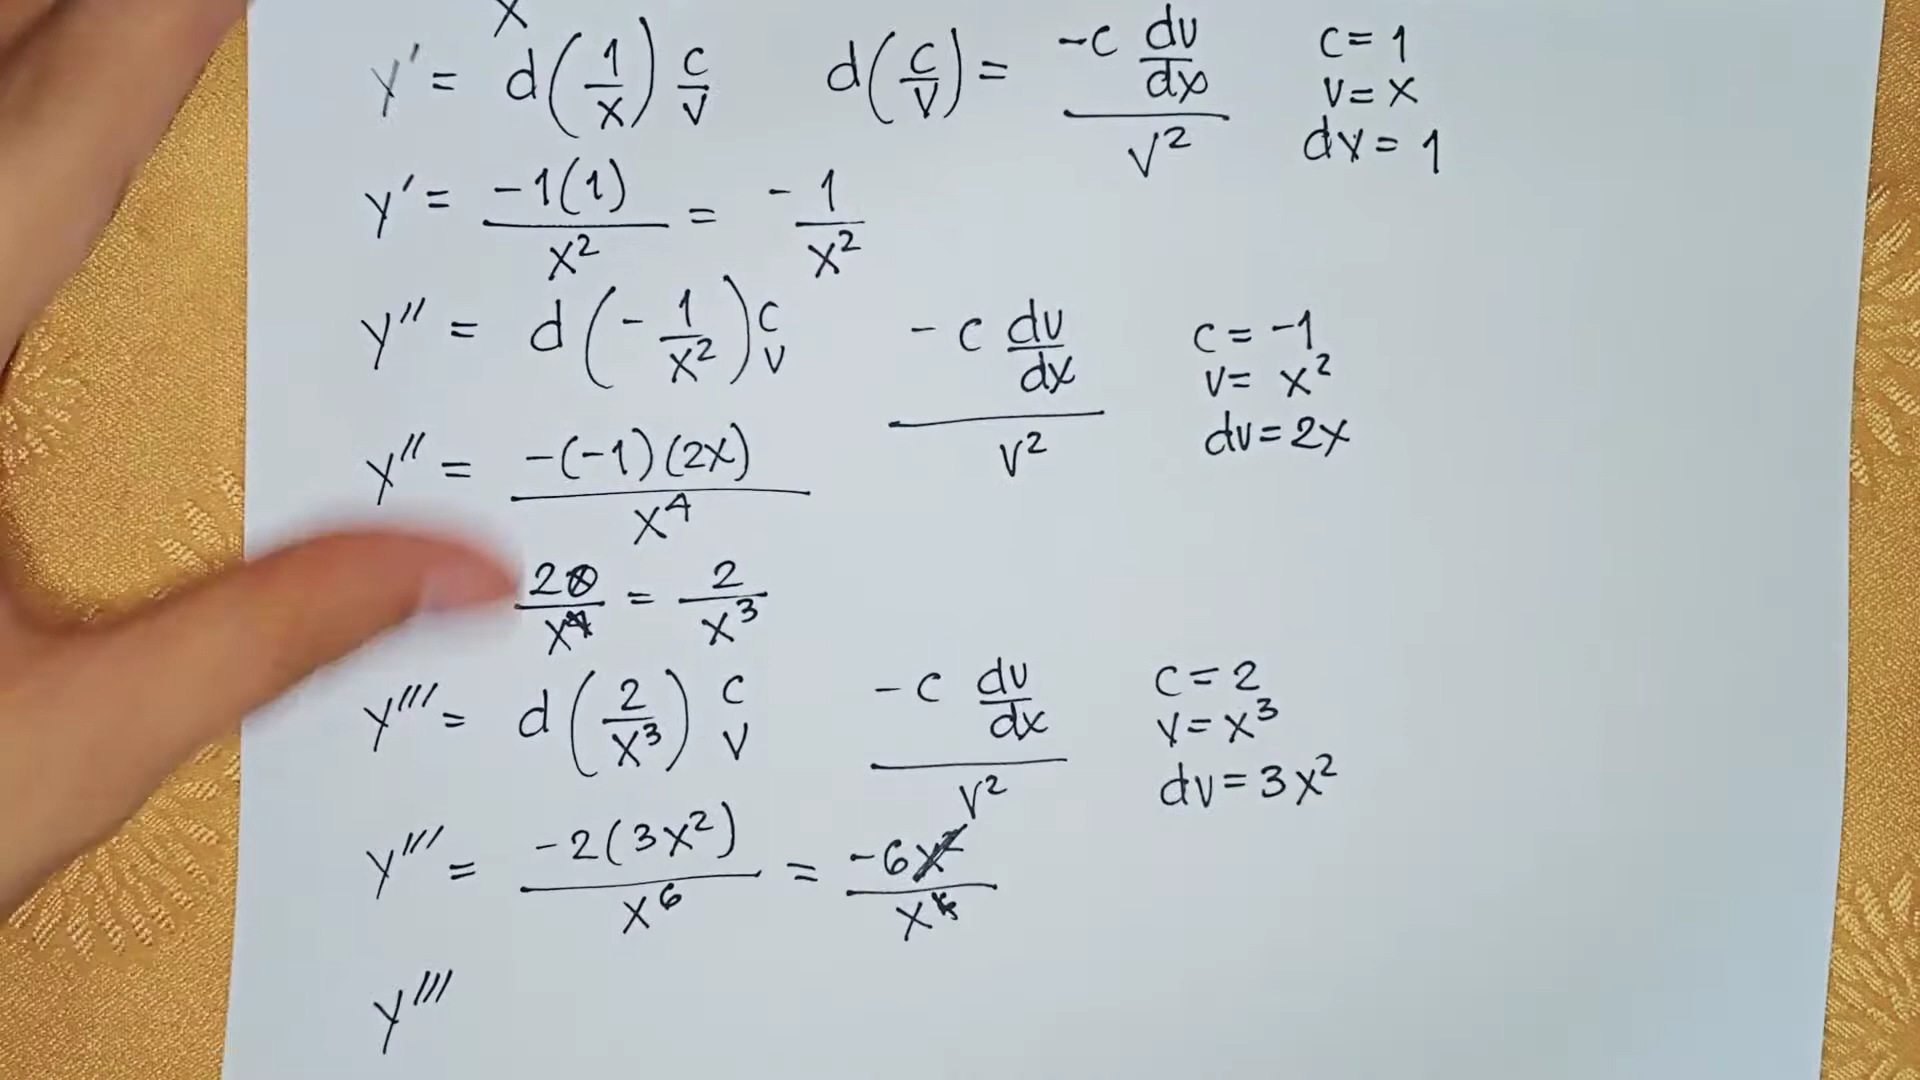 x
y' = d(1/x) c/v d(c/v) = -c du/dx / v² c = 1
v = x
dv = 1
y' = -1(1) / x² = - 1/x²
y'' = d(- 1/x²) c v -c du/dx / v² c = -1
v = x²
dv = 2x
y'' = -(-1)(2x) / x⁴
2x/x⁴ = 2/x³
y''' = d(2/x³) c v -c dv/dx / v² c = 2
v = x³
dv = 3x²
y''' = -2(3x²) / x⁶ = -6x² / x⁶
y'''